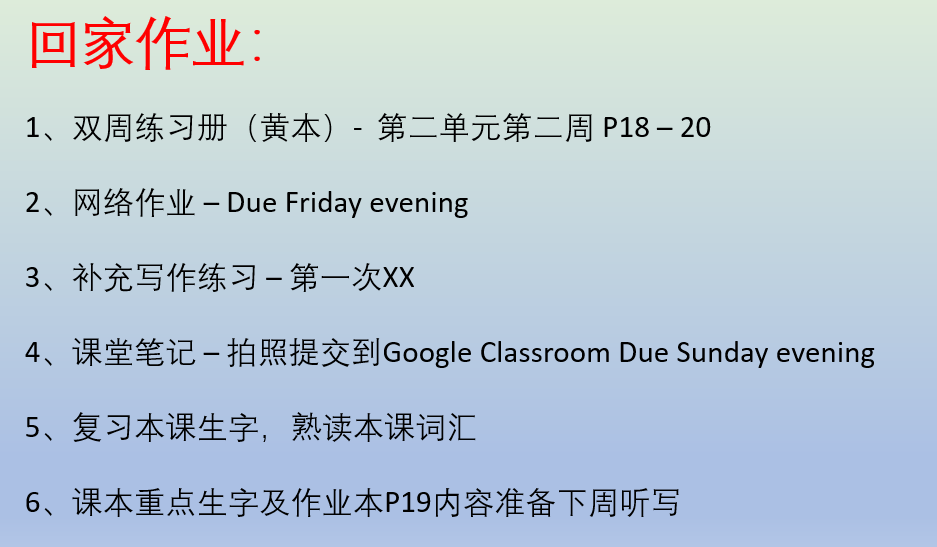 回家作业：
1、双周练习册（黄本）- 第二单元第二周 P18 – 20
2、网络作业 – Due Friday evening
3、补充写作练习 – 第一次XX
4、课堂笔记 – 拍照提交到Google Classroom Due Sunday evening
5、复习本课生字，熟读本课词汇
6、课本重点生字及作业本P19内容准备下周听写